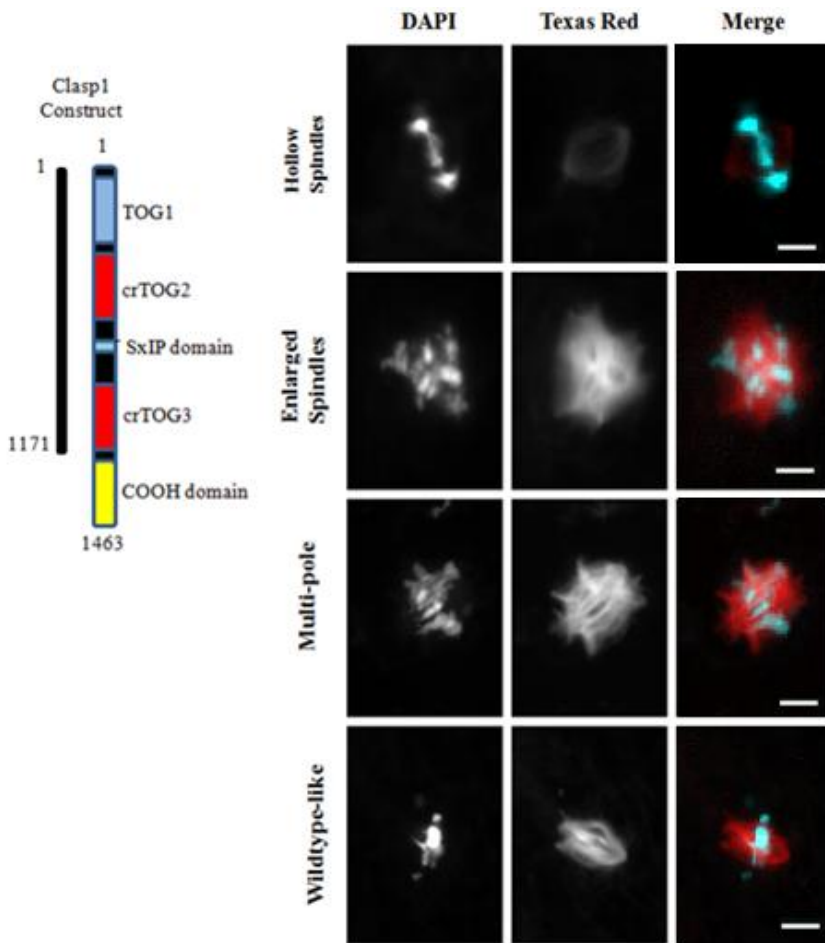 DAPI
Texas Red
Merge
Clasp1
Construct
1
1
TOG1
crTOG2
SxIP domain
crTOG3
1171
COOH domain
1463
Hollow
Spindles
Enlarged
Spindles
Multi-pole
Wildtype-like